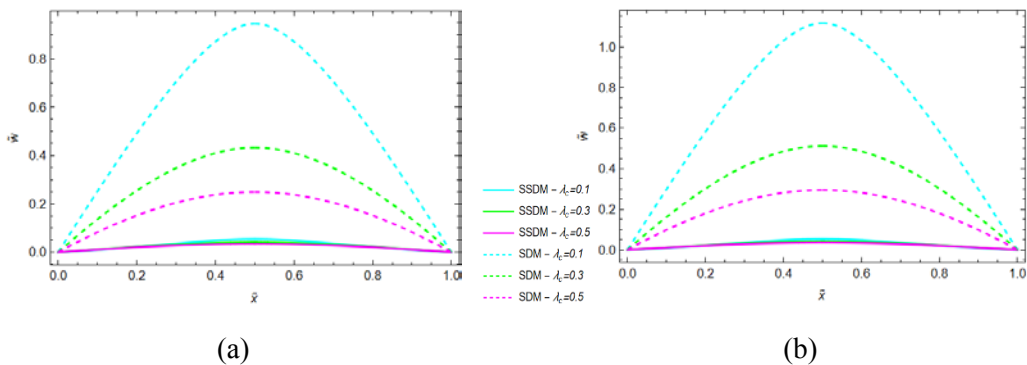 0.8
0.6
0.4
0.2
0.0
w̄
0.0 0.2 0.4 0.6 0.8 1.0
x̄
(a)
SSDM – λc=0.1
SSDM – λc=0.3
SSDM – λc=0.5
SDM – λc=0.1
SDM – λc=0.3
SDM – λc=0.5
1.0
0.8
0.6
0.4
0.2
0.0
w̄
0.0 0.2 0.4 0.6 0.8 1.0
x̄
(b)